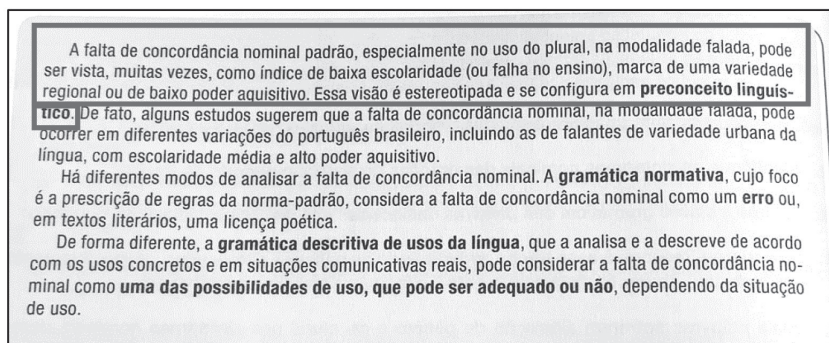 A falta de concordância nominal padrão, especialmente no uso do plural, na modalidade falada, pode
ser vista, muitas vezes, como índice de baixa escolaridade (ou falha no ensino), marca de uma variedade
regional ou de baixo poder aquisitivo. Essa visão é estereotipada e se configura em preconceito linguís-
tico. De fato, alguns estudos sugerem que a falta de concordância nominal, na modalidade falada, pode
ocorrer em diferentes variações do português brasileiro, incluindo as de falantes de variedade urbana da
língua, com escolaridade média e alto poder aquisitivo.
Há diferentes modos de analisar a falta de concordância nominal. A gramática normativa, cujo foco
é a prescrição de regras da norma-padrão, considera a falta de concordância nominal como um erro ou,
em textos literários, uma licença poética.
De forma diferente, a gramática descritiva de usos da língua, que a analisa e a descreve de acordo
com os usos concretos e em situações comunicativas reais, pode considerar a falta de concordância no-
minal como uma das possibilidades de uso, que pode ser adequado ou não, dependendo da situação
de uso.